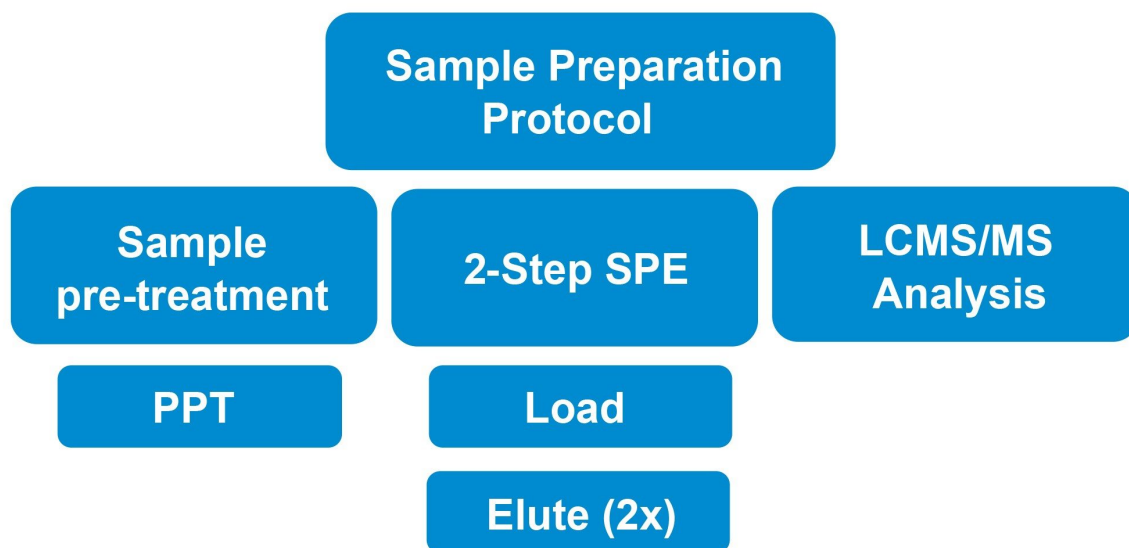 Sample Preparation
Protocol
Sample
pre-treatment
2-Step SPE
LCMS/MS
Analysis
PPT
Load
Elute (2x)